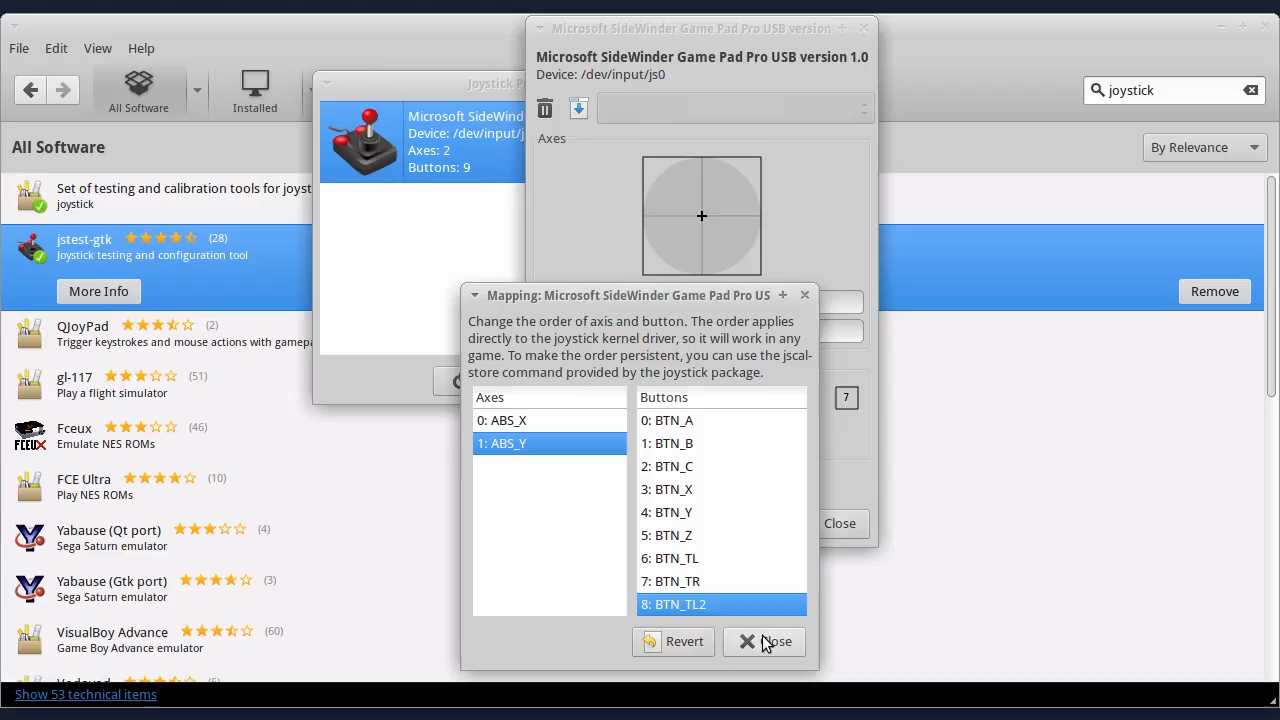 Microsoft SideWinder Game Pad Pro USB version
File Edit View Help
Microsoft SideWinder Game Pad Pro USB version 1.0
Device: /dev/input/js0
All Software
Installed
Joystick P
joystick
Microsoft SideWind
Device: /dev/input/j
Axes: 2
Buttons: 9
Axes
All Software
By Relevance
Set of testing and calibration tools for joyst
joystick
jstest-gtk (28)
Joystick testing and configuration tool
More Info
Remove
QJoyPad (2)
Trigger keystrokes and mouse actions with gamepa
gl-117 (51)
Play a flight simulator
Fceux (46)
Emulate NES ROMs
FCE Ultra (10)
Play NES ROMs
Yabause (Qt port) (4)
Sega Saturn emulator
Yabause (Gtk port) (3)
Sega Saturn emulator
VisualBoy Advance (60)
Game Boy Advance emulator
Show 53 technical items
Mapping: Microsoft SideWinder Game Pad Pro US
Change the order of axis and button. The order applies
directly to the joystick kernel driver, so it will work in any
game. To make the order persistent, you can use the jscal-
store command provided by the joystick package.
Axes
0: ABS_X
1: ABS_Y
Buttons
0: BTN_A
1: BTN_B
2: BTN_C
3: BTN_X
4: BTN_Y
5: BTN_Z
6: BTN_TL
7: BTN_TR
8: BTN_TL2
Revert
Close
7
Close